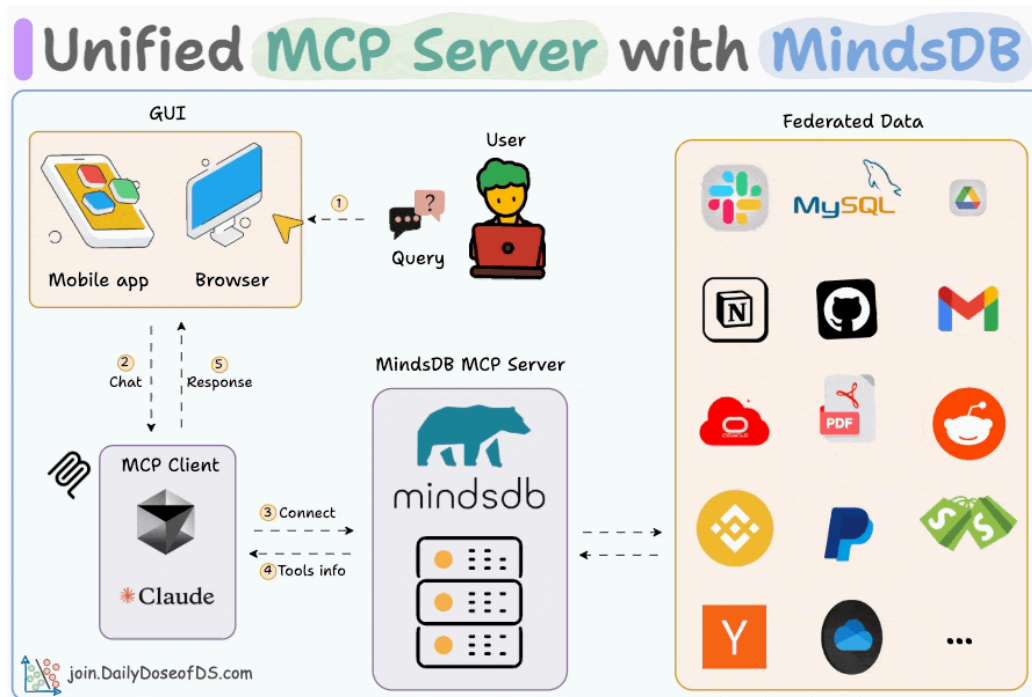 Unified MCP Server with MindsDB
GUI
User
Federated Data
MySQL
1
?
Query
Mobile app
Browser
N
2
Chat
5
Response
MindsDB MCP Server
ORACLE
PDF
MCP Client
mindsdb
3 Connect
4 Tools info
Claude
S S
Y
...
join.DailyDoseofDS.com